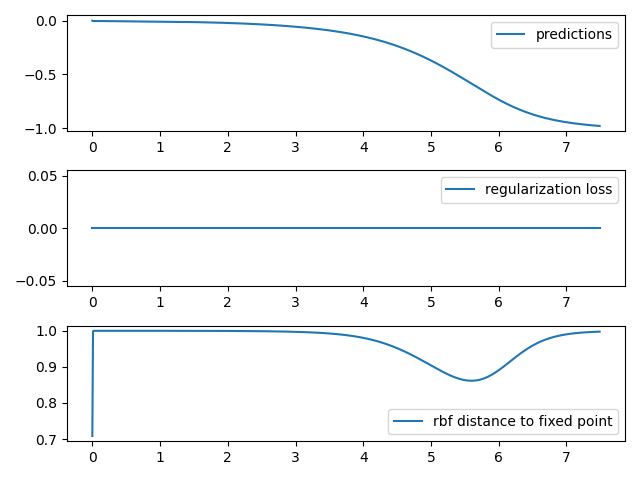 0.0
−0.5
−1.0
predictions
0 1 2 3 4 5 6 7
0.05
0.00
−0.05
regularization loss
0 1 2 3 4 5 6 7
1.0
0.9
0.8
0.7
rbf distance to fixed point
0 1 2 3 4 5 6 7